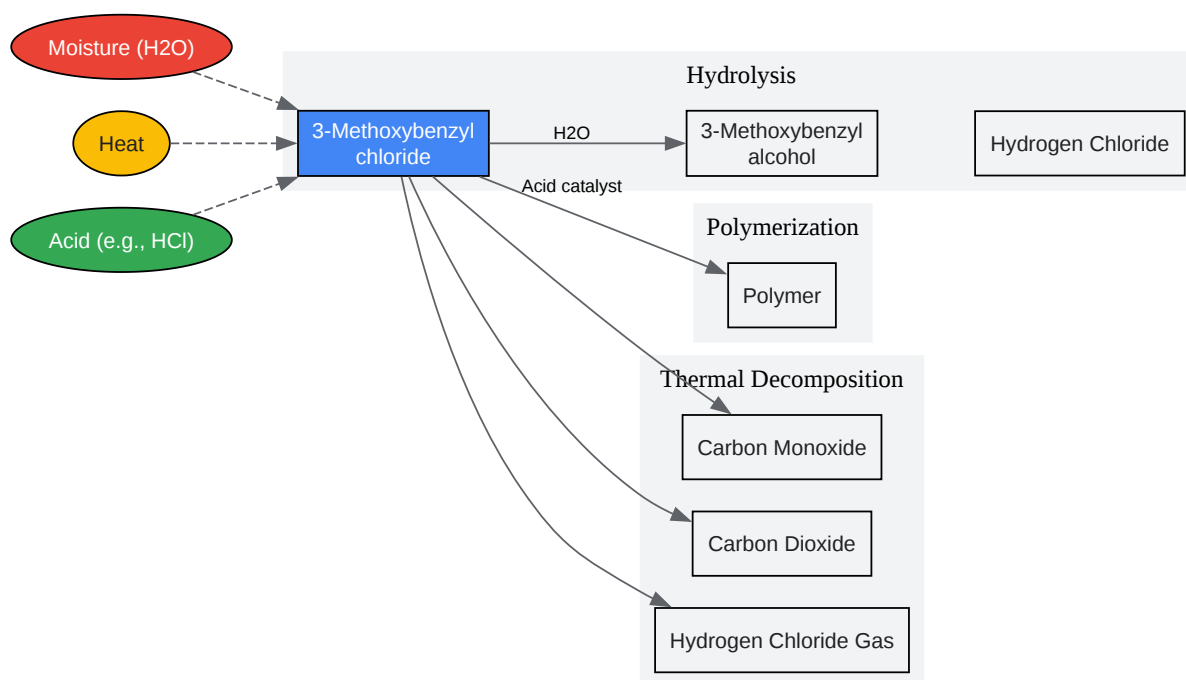 Moisture (H2O)
Heat
Acid (e.g., HCl)
Hydrolysis
3-Methoxybenzyl
chloride
H2O
3-Methoxybenzyl
alcohol
Hydrogen Chloride
Acid catalyst
Polymerization
Polymer
Thermal Decomposition
Carbon Monoxide
Carbon Dioxide
Hydrogen Chloride Gas